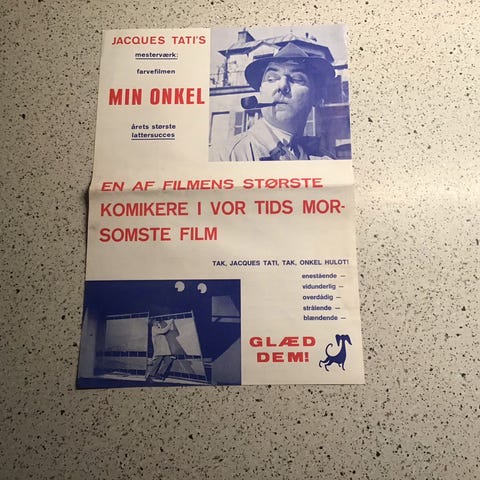 JACQUES TATI'S
mesterværk:
farvefilmen
MIN ONKEL
årets største
lattersucces
EN AF FILMENS STØRSTE
KOMIKERE I VOR TIDS MOR-
SOMSTE FILM
TAK, JACQUES TATI, TAK, ONKEL HULOT!
enestående —
vidunderlig —
overdådig —
strålende —
blændende —
GLÆD
DEM!